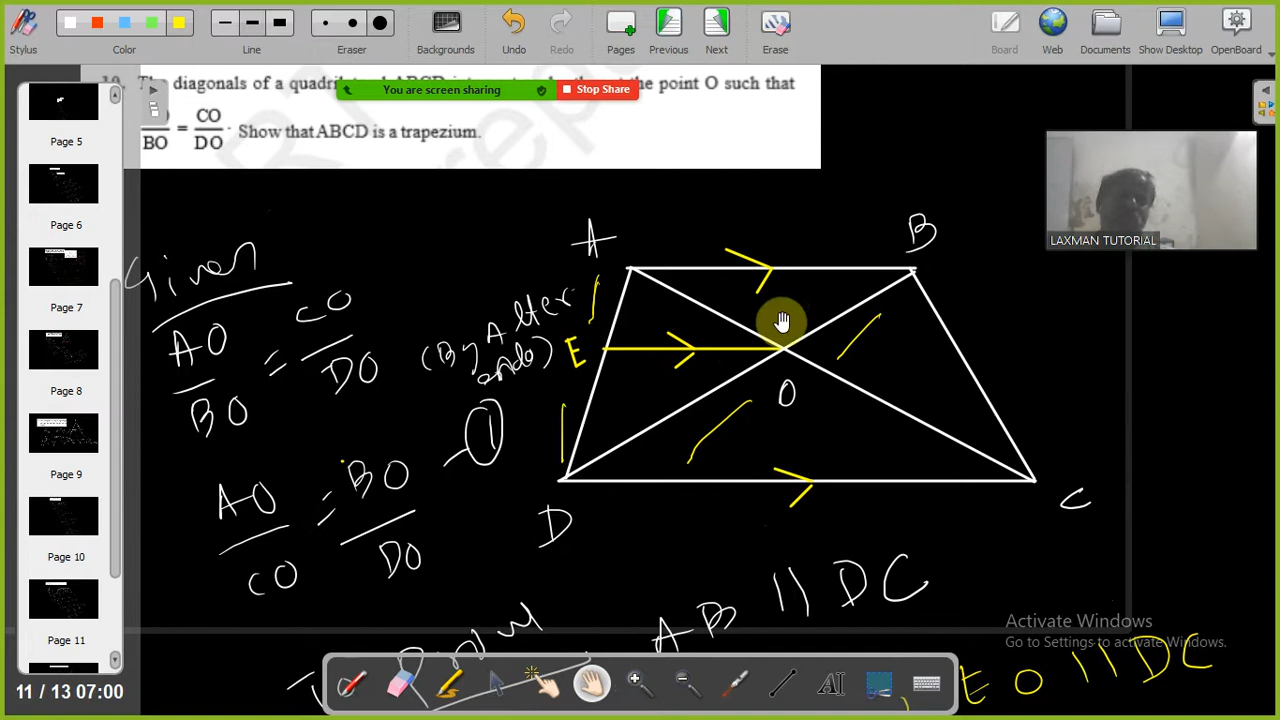 Stylus Color Line Eraser Backgrounds Undo Redo Pages Previous Next Erase Board Web Documents Show Desktop OpenBoard
The diagonals of a quadri
the point O such that
You are screen sharing Stop Share
BO = CO/DO . Show that ABCD is a trapezium.
Page 5
Page 6
Page 7
Page 8
Page 9
Page 10
Page 11
LAXMAN TUTORIAL
Given
AO/BO = CO/DO
(By Alternendo)
AO/CO = BO/DO - ①
A
B
E
O
D
C
AB || DC
EO || DC
Activate Windows
Go to Settings to activate Windows.
11 / 13 07:00